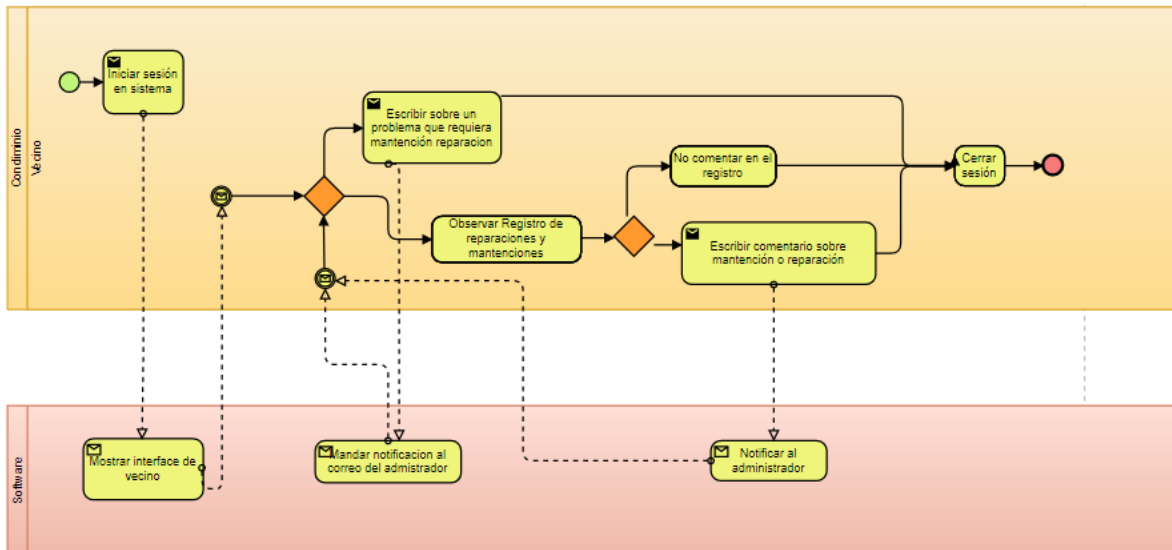 Condiminio
Vecino
Iniciar sesión
en sistema
Escribir sobre un
problema que requiera
mantención reparacion
No comentar en el
registro
Cerrar
sesión
Observar Registro de
reparaciones y
mantenciones
Escribir comentario sobre
mantención o reparación
Software
Mostrar interface de
vecino
Mandar notificacion al
correo del admistrador
Notificar al
administrador